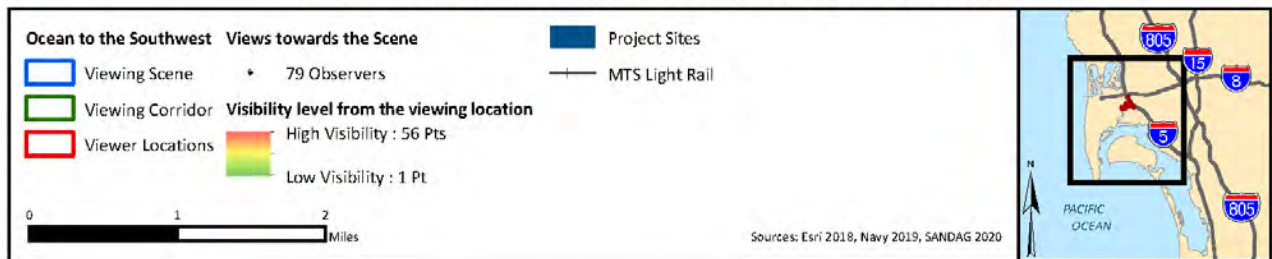 Ocean to the Southwest
Viewing Scene
Viewing Corridor
Viewer Locations
Views towards the Scene
79 Observers
Visibility level from the viewing location
High Visibility : 56 Pts
Low Visibility : 1 Pt
Project Sites
MTS Light Rail
0 1 2
Miles
Sources: Esri 2018, Navy 2019, SANDAG 2020
805
15
8
5
805
N
PACIFIC
OCEAN